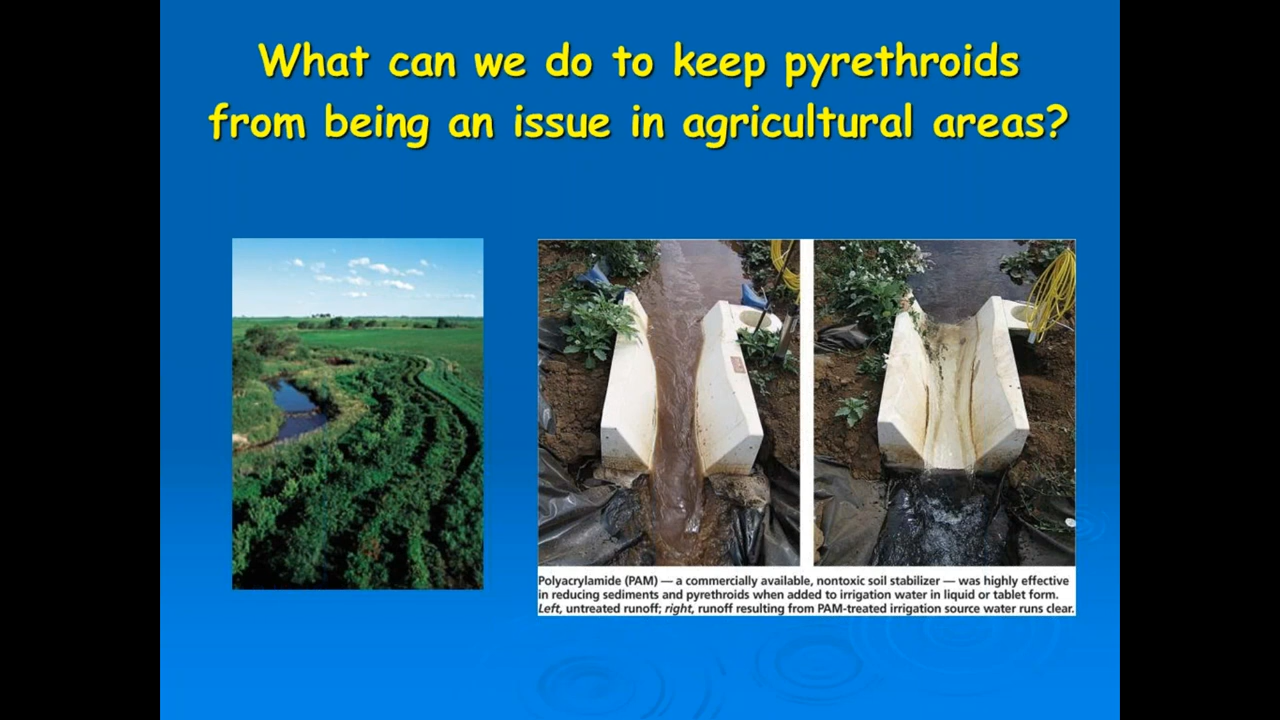 What can we do to keep pyrethroids
from being an issue in agricultural areas?
Polyacrylamide (PAM) — a commercially available, nontoxic soil stabilizer — was highly effective
in reducing sediments and pyrethroids when added to irrigation water in liquid or tablet form.
Left, untreated runoff; right, runoff resulting from PAM-treated irrigation source water runs clear.